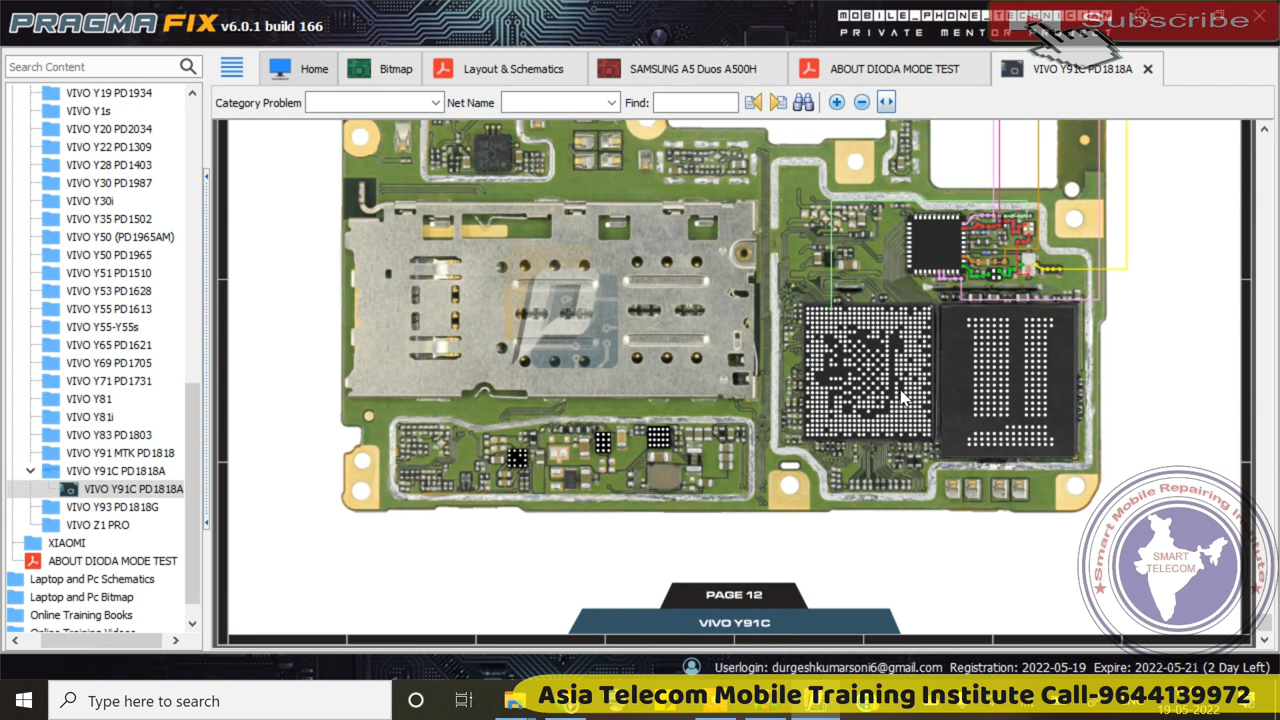 PRAGMA FIX v6.0.1 build 166
MOBILE_PHONE_TECHNICIAN
PRIVATE MENTOR PROJECT
Subscribe
Search Content
Home
Bitmap
Layout & Schematics
SAMSUNG A5 Duos A500H
ABOUT DIODA MODE TEST
VIVO Y91C PD1818A
Category Problem
Net Name
Find:
VIVO Y19 PD1934
VIVO Y1s
VIVO Y20 PD2034
VIVO Y22 PD1309
VIVO Y28 PD1403
VIVO Y30 PD1987
VIVO Y30i
VIVO Y35 PD1502
VIVO Y50 (PD1965AM)
VIVO Y50 PD1965
VIVO Y51 PD1510
VIVO Y53 PD1628
VIVO Y55 PD1613
VIVO Y55-Y55s
VIVO Y65 PD1621
VIVO Y69 PD1705
VIVO Y71 PD1731
VIVO Y81
VIVO Y81i
VIVO Y83 PD1803
VIVO Y91 MTK PD1818
VIVO Y91C PD1818A
VIVO Y91C PD1818A
VIVO Y93 PD1818G
VIVO Z1 PRO
XIAOMI
ABOUT DIODA MODE TEST
Laptop and Pc Schematics
Laptop and Pc Bitmap
Online Training Books
Online Training Videos
PAGE 12
VIVO Y91C
Smart Mobile Repairing Institute
SMART
TELECOM
Userlogin: durgeshkumarsoni6@gmail.com Registration: 2022-05-19 Expire: 2022-05-21 (2 Day Left)
Type here to search
Asia Telecom Mobile Training Institute Call-9644139972
19-05-2022